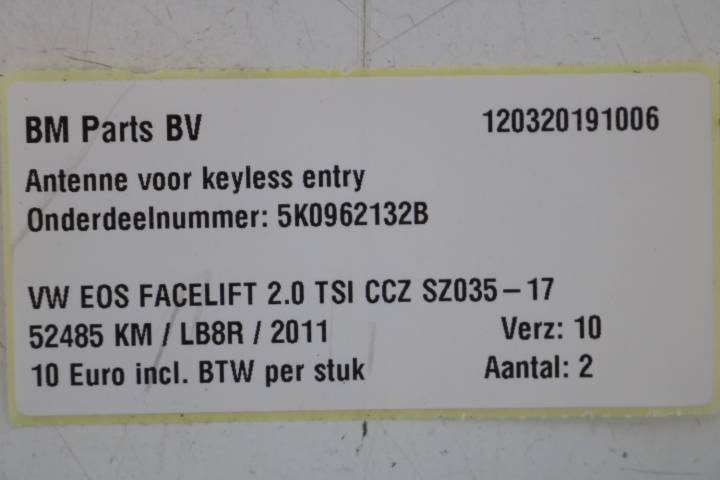 BM Parts BV 120320191006
Antenne voor keyless entry
Onderdeelnummer: 5K0962132B
VW EOS FACELIFT 2.0 TSI CCZ SZ035-17
52485 KM / LB8R / 2011 Verz: 10
10 Euro incl. BTW per stuk Aantal: 2